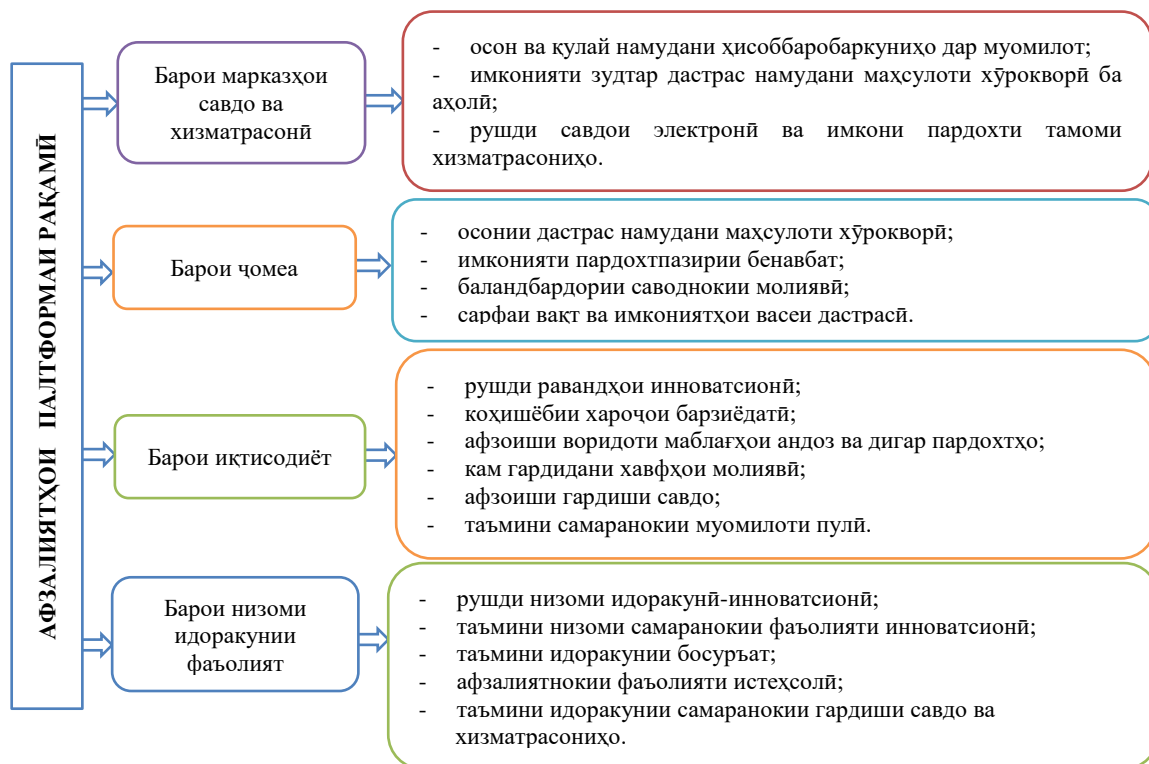 АФЗАЛИЯТҲОИ ПАЛТФОРМАИ РАҚАМӢ
Барои марказҳои
савдо ва
хизматрасонӣ
- осон ва қулай намудани ҳисоббаробаркуниҳо дар муомилот;
- имконияти зудтар дастрас намудани маҳсулоти хӯрокворӣ ба
аҳолӣ;
- рушди савдои электронӣ ва имкони пардохти тамоми
хизматрасониҳо.
Барои ҷомеа
- осонии дастрас намудани маҳсулоти хӯрокворӣ;
- имконияти пардохтпазирии бенавбат;
- баландбардории саводнокии молиявӣ;
- сарфаи вақт ва имкониятҳои васеи дастрасӣ.
Барои иқтисодиёт
- рушди равандҳои инноватсионӣ;
- коҳишёбии хароҷои барзиёдатӣ;
- афзоиши воридоти маблағҳои андоз ва дигар пардохтҳо;
- кам гардидани хавфҳои молиявӣ;
- афзоиши гардиши савдо;
- таъмини самаранокии муомилоти пулӣ.
Барои низоми
идоракунии
фаъолият
- рушди низоми идоракунӣ-инноватсионӣ;
- таъмини низоми самаранокии фаъолияти инноватсионӣ;
- таъмини идоракунии босуръат;
- афзалиятнокии фаъолияти истеҳсолӣ;
- таъмини идоракунии самаранокии гардиши савдо ва
хизматрасониҳо.